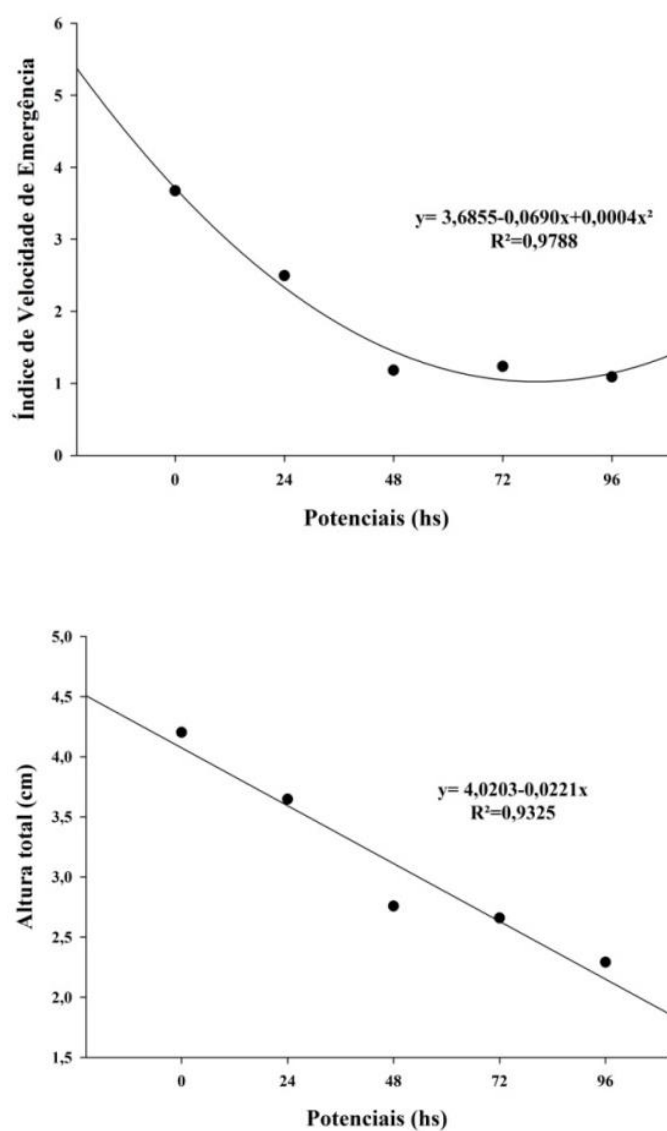 6
5
4
3
2
1
0
Índice de Velocidade de Emergência
y= 3,6855-0,0690x+0,0004x²
R²=0,9788
0 24 48 72 96
Potenciais (hs)
5,0
4,5
4,0
3,5
3,0
2,5
2,0
1,5
Altura total (cm)
y= 4,0203-0,0221x
R²=0,9325
0 24 48 72 96
Potenciais (hs)